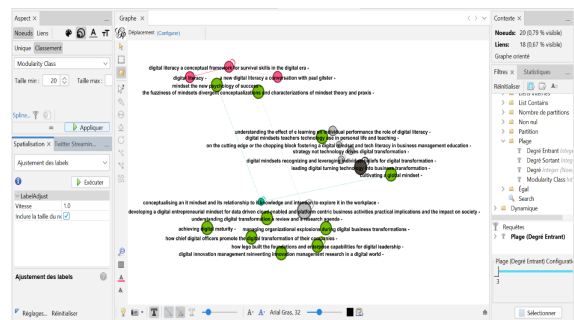 Aspect ×
Noeuds Liens
Unique Classement
Modularity Class
Taille min : 20 Taille max :
Spline...
Appliquer
Spatialisation × Twitter Streamin...
Ajustement des labels
Exécuter
LabelAdjust
Vitesse 1.0
Inclure la taille du n
Ajustement des labels
Réglages... Réinitialiser
Graphe ×
Déplacement (Configurer)
digital literacy a conceptual framework for survival skills in the digital era -
digital literacy - a new digital literacy a conversation with paul gilster -
mindset the new psychology of success -
the fuzziness of mindsets divergent conceptualizations and characterizations of mindset theory and praxis -
understanding the effect of e learning on individual performance the role of digital literacy -
digital mindsets teachers technology use in personal life and teaching -
on the cutting edge or the chopping block fostering a digital mindset and tech literacy in business management education -
strategy not technology drives digital transformation -
digital mindsets recognizing and leveraging individual beliefs for digital transformation -
leading digital turning technology into business transformation -
cultivating a global mindset -
conceptualising an it mindset and its relationship to it knowledge and intention to explore it in the workplace -
developing a digital entrepreneurial mindset for data driven cloud enabled and platform centric business activities practical implications and the impact on society -
understanding digital transformation a review and a research agenda -
achieving digital maturity - managing organizational explosions during digital business transformations -
how chief digital officers promote the digital transformation of their companies -
how lego built the foundations and enterprise capabilities for digital leadership -
digital innovation management reinventing innovation management research in a digital world -
Arial Gras, 32
Contexte ×
Noeuds: 20 (0,79 % visible)
Liens: 18 (0,67 % visible)
Graphe orienté
Filtres × Statistiques
Réinitialiser
Liens internes
List Contains
Nombre de partitions
Non nul
Partition
Plage
Degré Entrant
Degré Sortant
Degré
Modularity Class
Égal
Search
Dynamique
Requêtes
Plage (Degré Entrant)
Plage (Degré Entrant) Configurati
3
Sélectionner